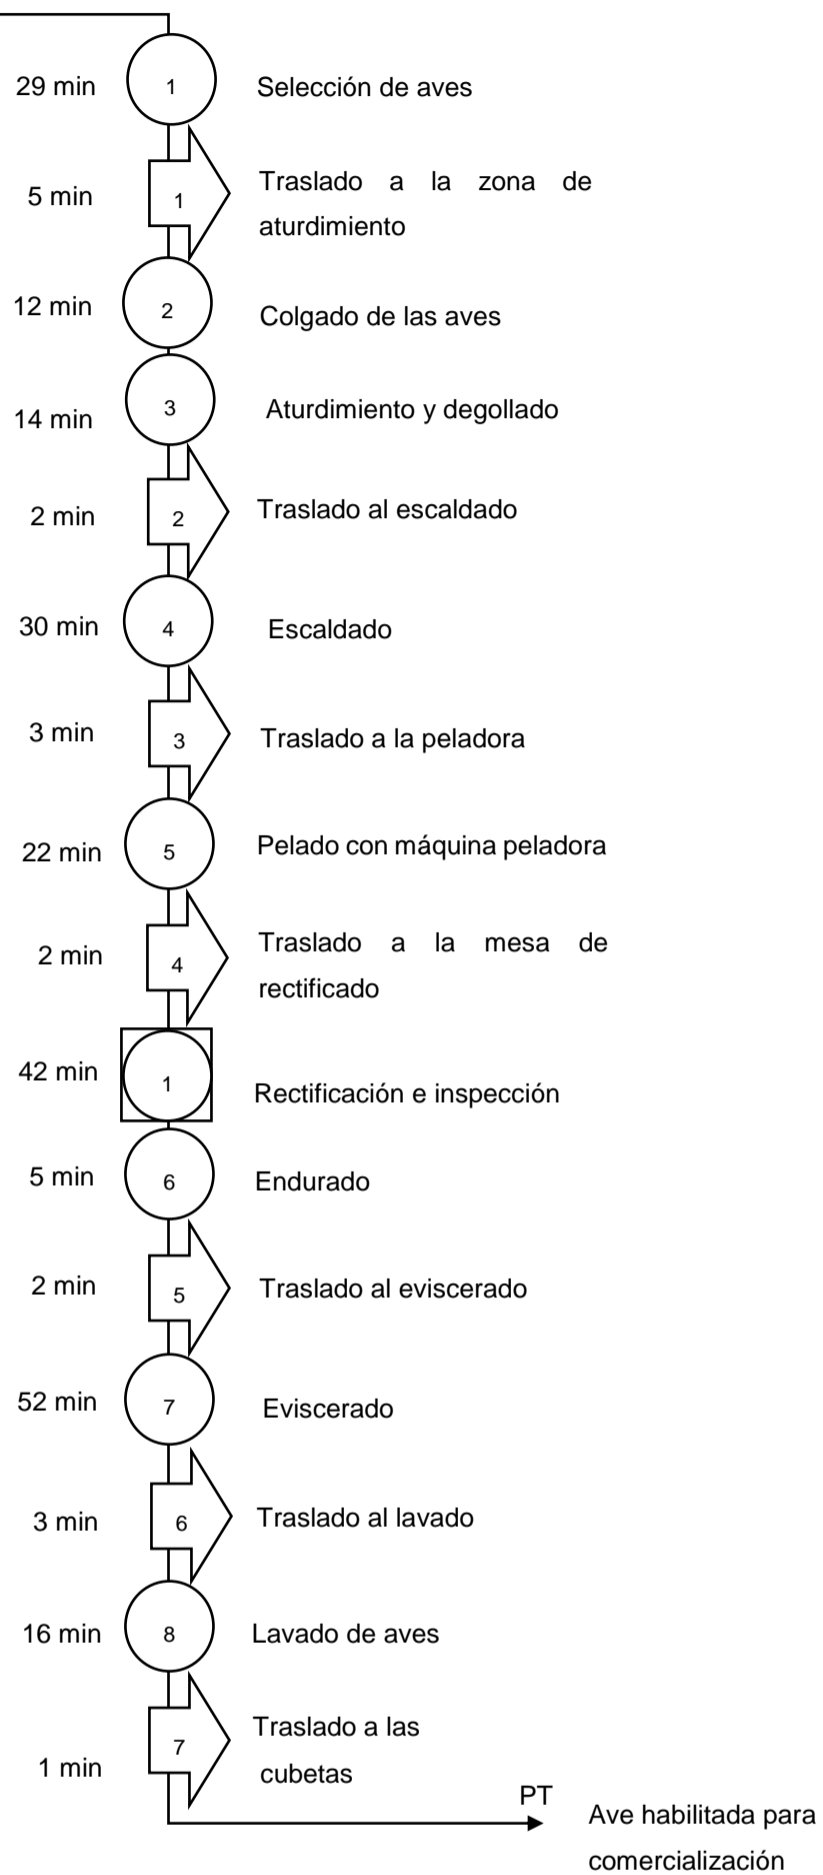 29 min 1 Selección de aves
5 min 1 Traslado a la zona de
aturdimiento
12 min 2 Colgado de las aves
14 min 3 Aturdimiento y degollado
2 min 2 Traslado al escaldado
30 min 4 Escaldado
3 min 3 Traslado a la peladora
22 min 5 Pelado con máquina peladora
2 min 4 Traslado a la mesa de
rectificado
42 min 1 Rectificación e inspección
5 min 6 Endurado
2 min 5 Traslado al eviscerado
52 min 7 Eviscerado
3 min 6 Traslado al lavado
16 min 8 Lavado de aves
1 min 7 Traslado a las
cubetas
PT
Ave habilitada para
comercialización